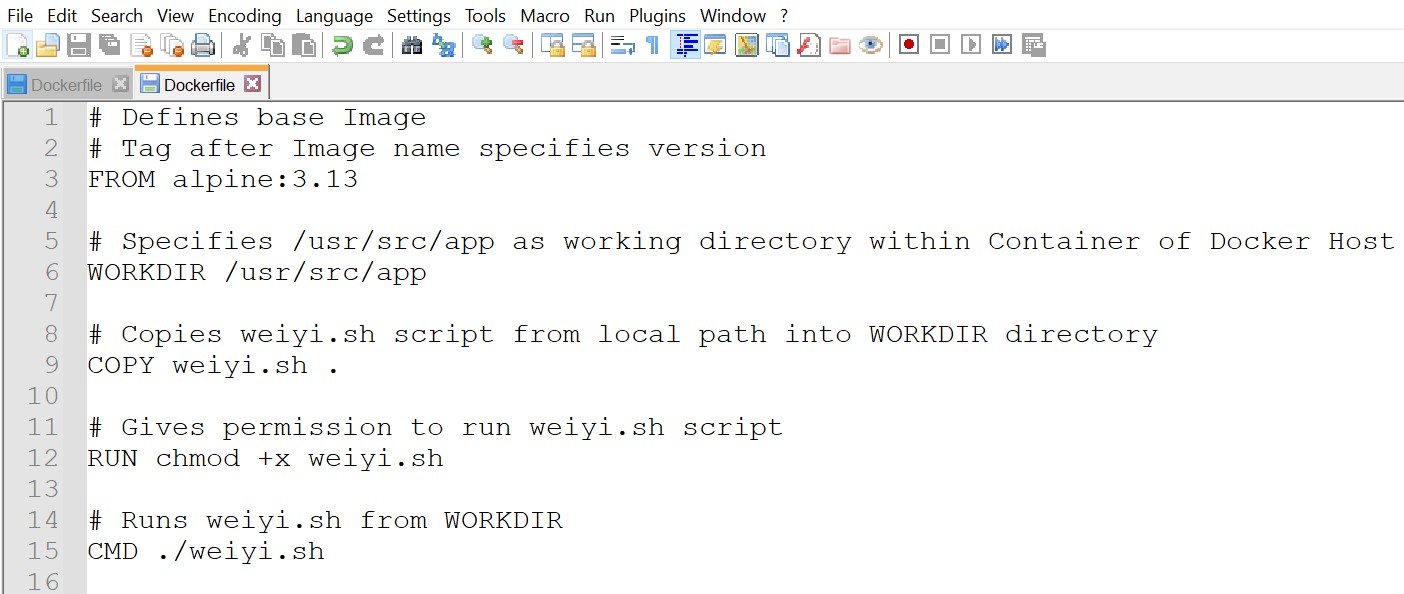 File Edit Search View Encoding Language Settings Tools Macro Run Plugins Window ?
Dockerfile Dockerfile
1 # Defines base Image
2 # Tag after Image name specifies version
3 FROM alpine:3.13
4
5 # Specifies /usr/src/app as working directory within Container of Docker Host
6 WORKDIR /usr/src/app
7
8 # Copies weiyi.sh script from local path into WORKDIR directory
9 COPY weiyi.sh .
10
11 # Gives permission to run weiyi.sh script
12 RUN chmod +x weiyi.sh
13
14 # Runs weiyi.sh from WORKDIR
15 CMD ./weiyi.sh
16